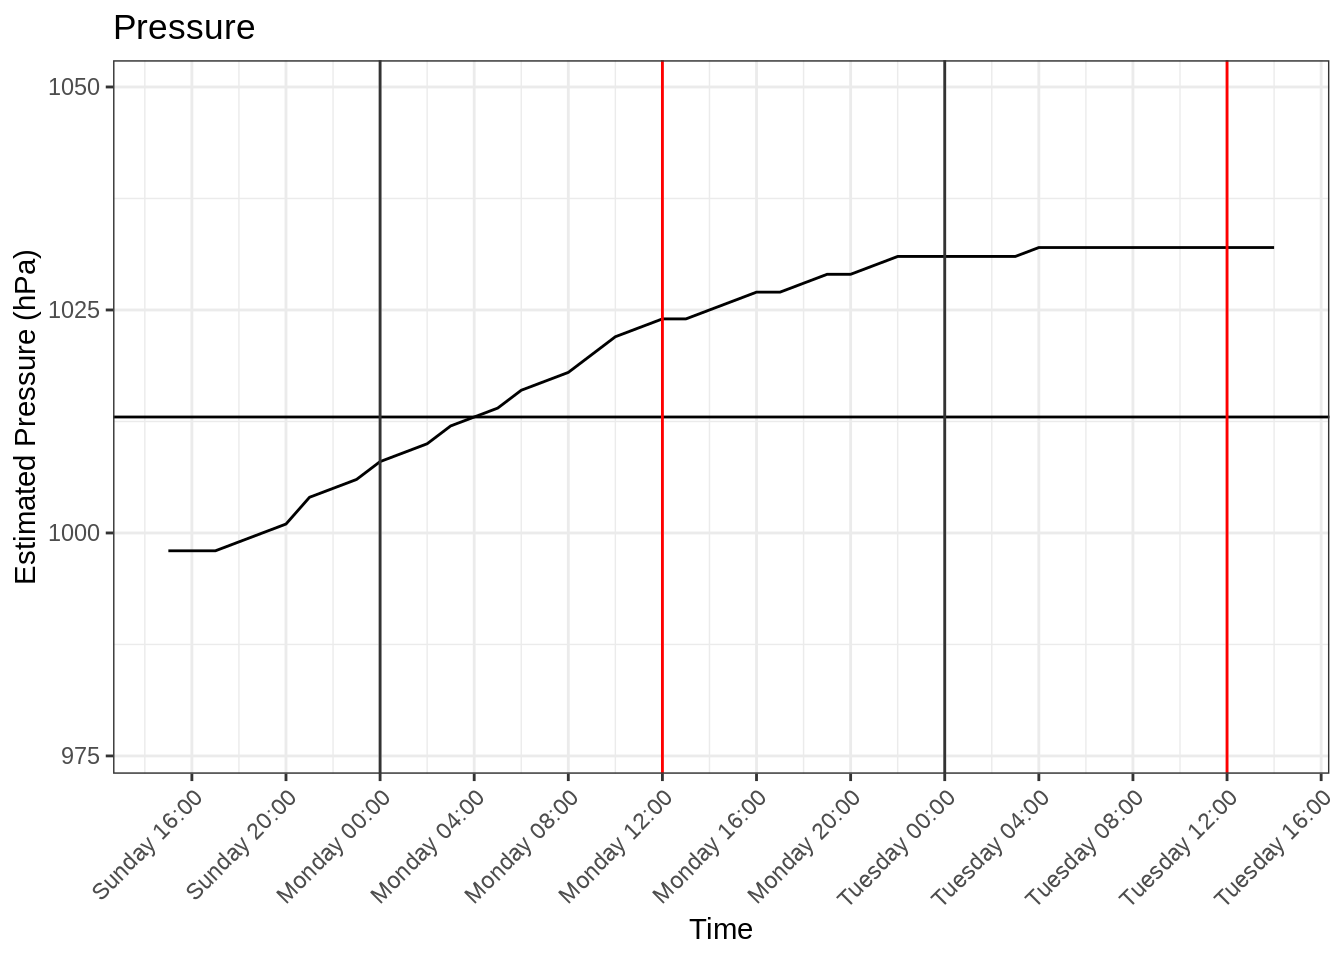 Pressure
Estimated Pressure (hPa)
1050
1025
1000
975
Sunday 16:00
Sunday 20:00
Monday 00:00
Monday 04:00
Monday 08:00
Monday 12:00
Monday 16:00
Monday 20:00
Tuesday 00:00
Tuesday 04:00
Tuesday 08:00
Tuesday 12:00
Tuesday 16:00
Time